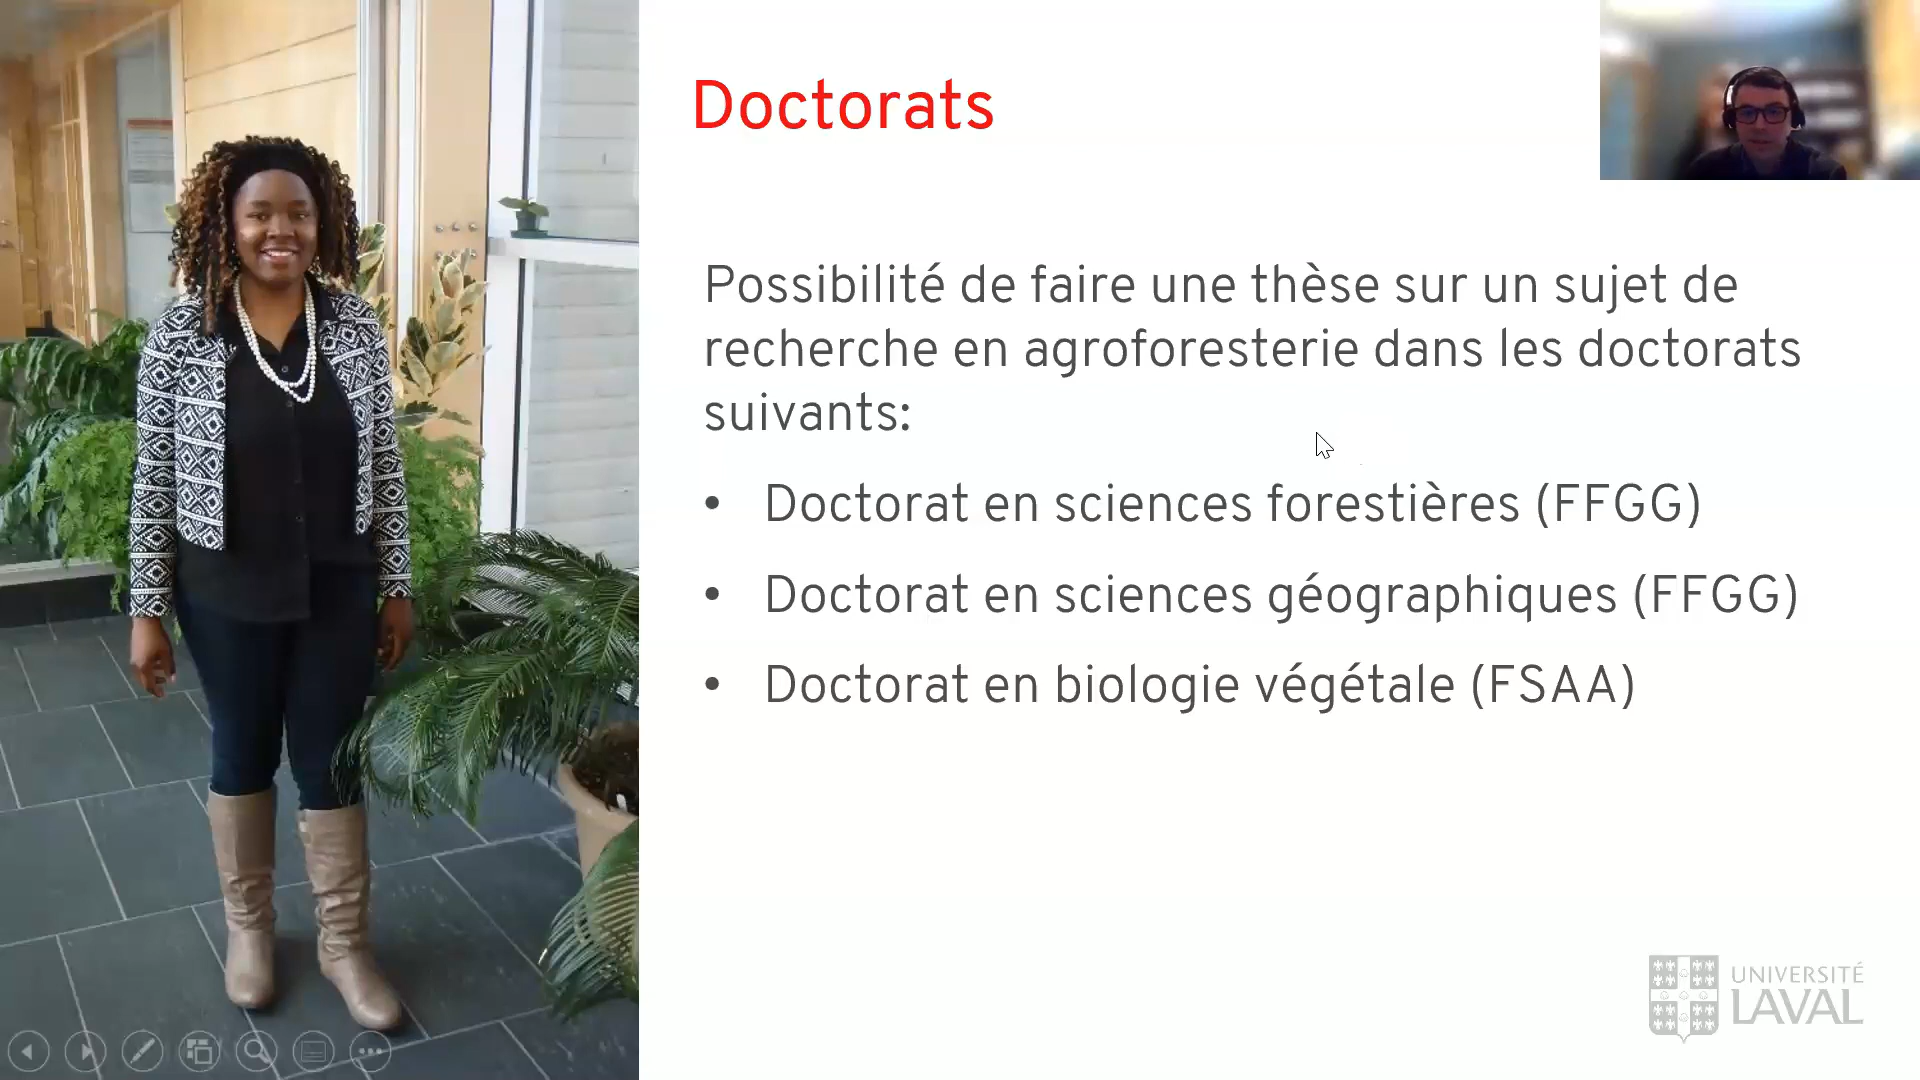 Doctorats
Possibilité de faire une thèse sur un sujet de
recherche en agroforesterie dans les doctorats
suivants:
• Doctorat en sciences forestières (FFGG)
• Doctorat en sciences géographiques (FFGG)
• Doctorat en biologie végétale (FSAA)
UNIVERSITÉ
LAVAL